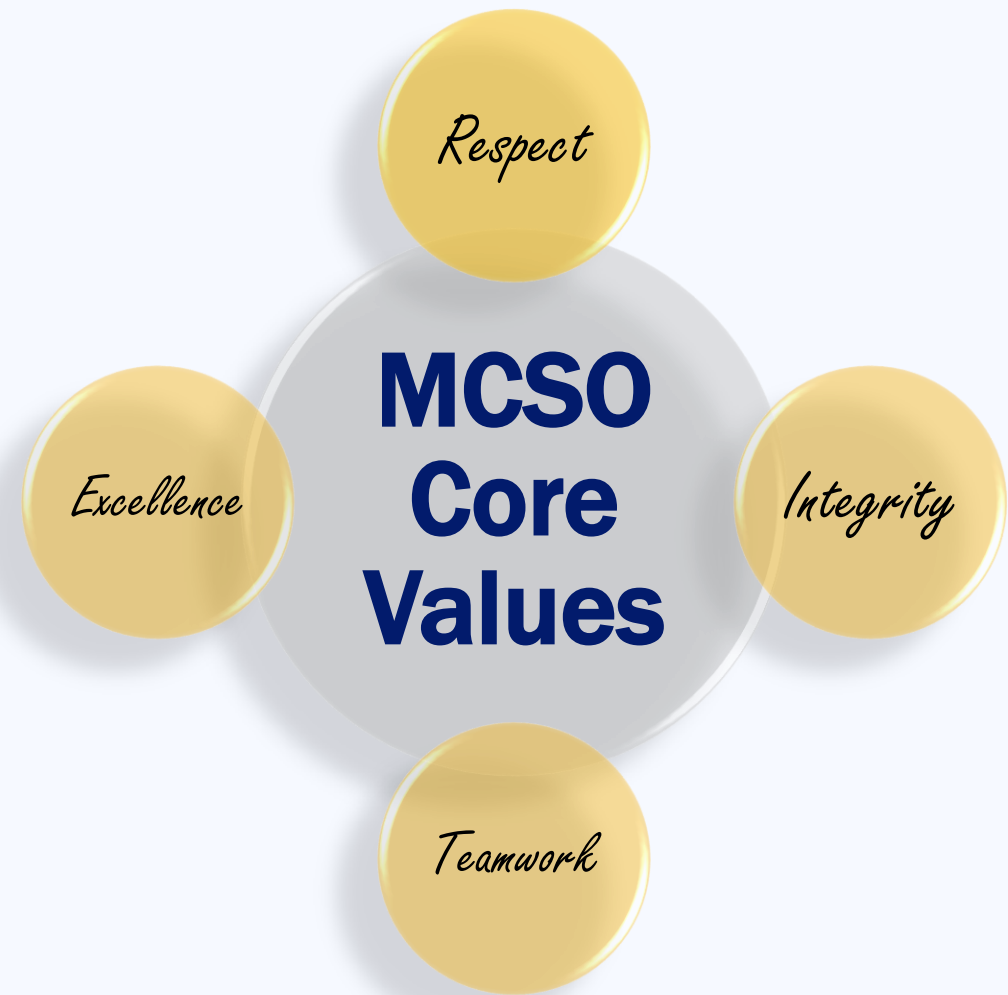 Respect
MCSO
Core
Values
Excellence
Integrity
Teamwork